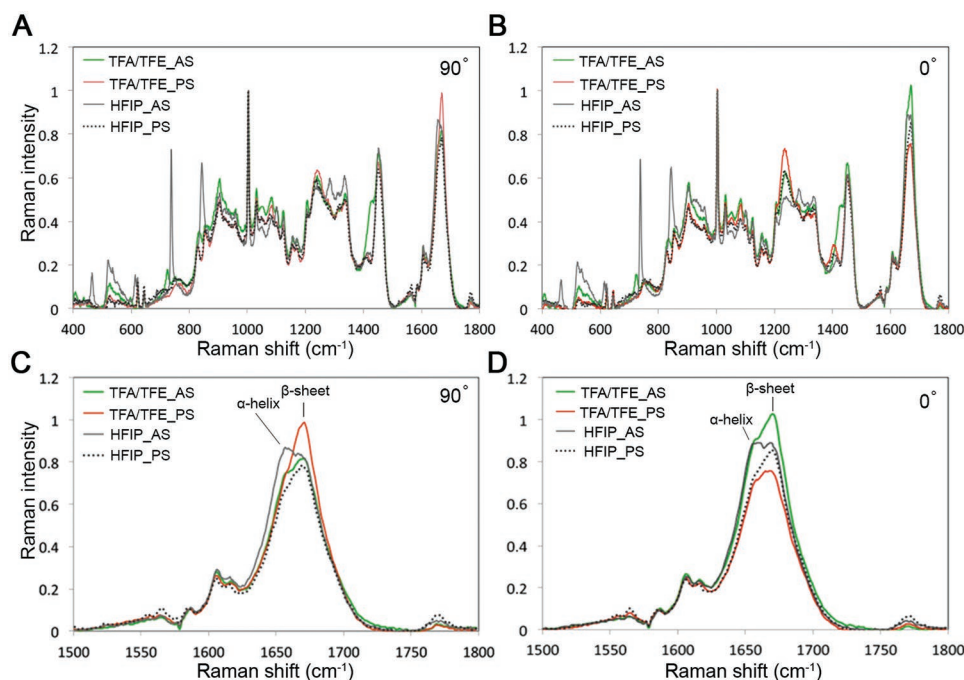 A
Raman intensity
1.2
1
0.8
0.6
0.4
0.2
0
TFA/TFE_AS
TFA/TFE_PS
HFIP_AS
HFIP_PS
90°
400 600 800 1000 1200 1400 1600 1800
Raman shift (cm-1)
B
1.2
1
0.8
0.6
0.4
0.2
0
TFA/TFE_AS
TFA/TFE_PS
HFIP_AS
HFIP_PS
0°
400 600 800 1000 1200 1400 1600 1800
Raman shift (cm-1)
C
Raman intensity
1.2
1
0.8
0.6
0.4
0.2
0
TFA/TFE_AS
TFA/TFE_PS
HFIP_AS
HFIP_PS
β-sheet
α-helix
90°
1500 1550 1600 1650 1700 1750 1800
Raman shift (cm-1)
D
1.2
1
0.8
0.6
0.4
0.2
0
TFA/TFE_AS
TFA/TFE_PS
HFIP_AS
HFIP_PS
β-sheet
α-helix
0°
1500 1550 1600 1650 1700 1750 1800
Raman shift (cm-1)